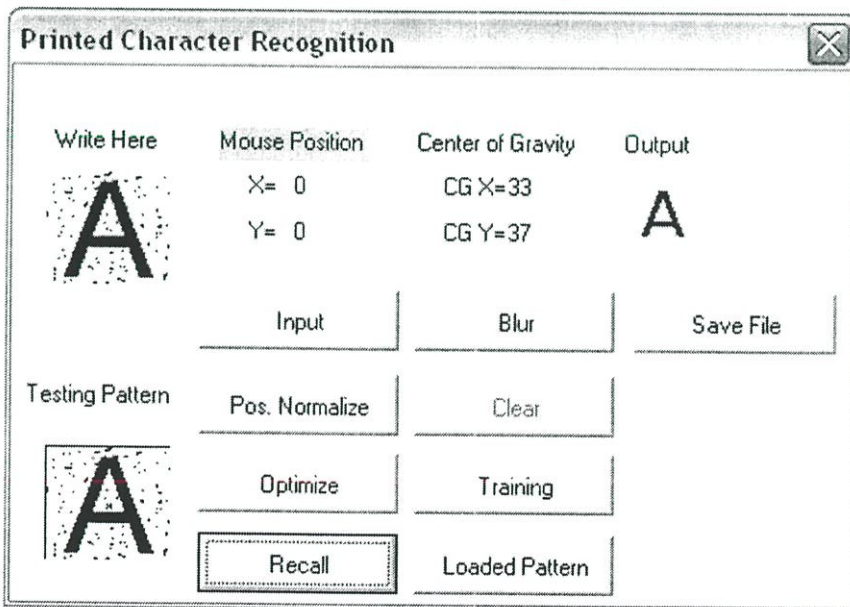 Printed Character Recognition
Write Here Mouse Position Center of Gravity Output
A X= 0 CG X=33 A
Y= 0 CG Y=37
Input Blur Save File
Testing Pattern Pos. Normalize Clear
A Optimize Training
Recall Loaded Pattern